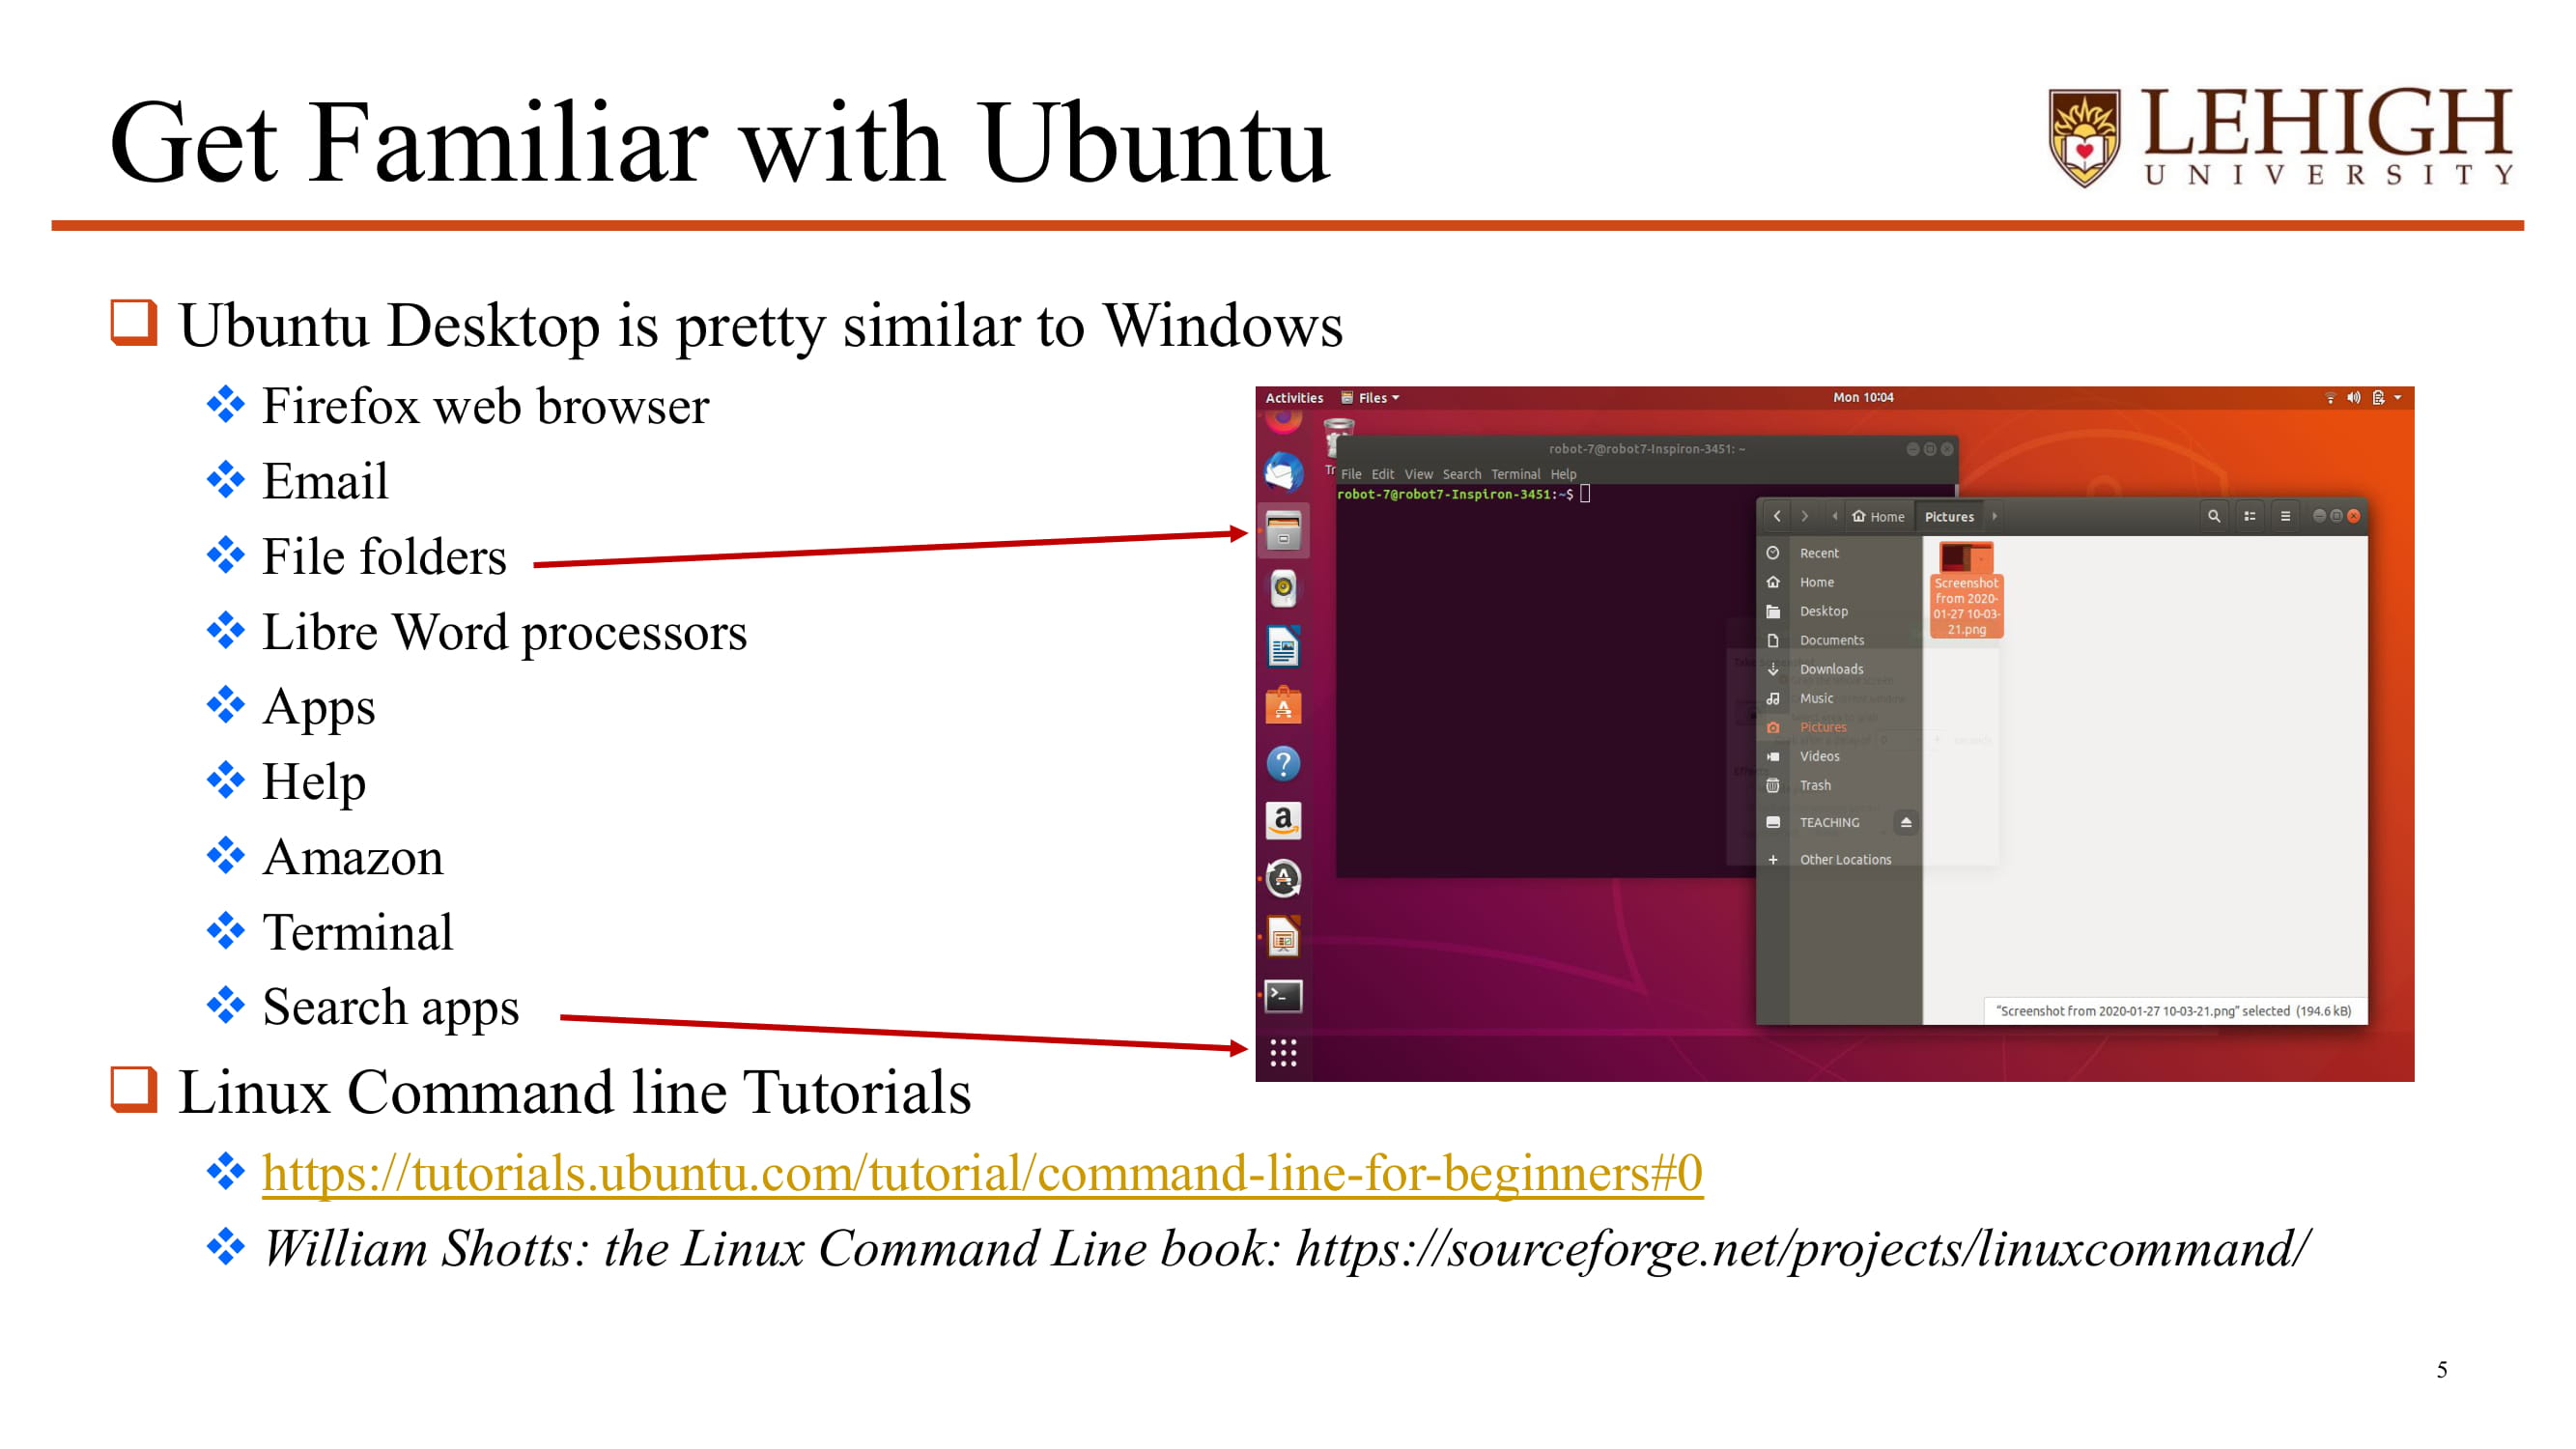 Get Familiar with Ubuntu
LEHIGH
UNIVERSITY
Ubuntu Desktop is pretty similar to Windows
Firefox web browser
Email
File folders
Libre Word processors
Apps
Help
Amazon
Terminal
Search apps
Activities Files Mon 10:04
robot-7@robot7-Inspiron-3451: ~
File Edit View Search Terminal Help
robot-7@robot7-Inspiron-3451:~$
Home Pictures
Recent
Home
Desktop
Documents
Downloads
Music
Pictures
Videos
Trash
TEACHING
Other Locations
Screenshot
from 2020-
01-27 10-03-
21.png
"Screenshot from 2020-01-27 10-03-21.png" selected (194.6 kB)
Linux Command line Tutorials
https://tutorials.ubuntu.com/tutorial/command-line-for-beginners#0
William Shotts: the Linux Command Line book: https://sourceforge.net/projects/linuxcommand/
5